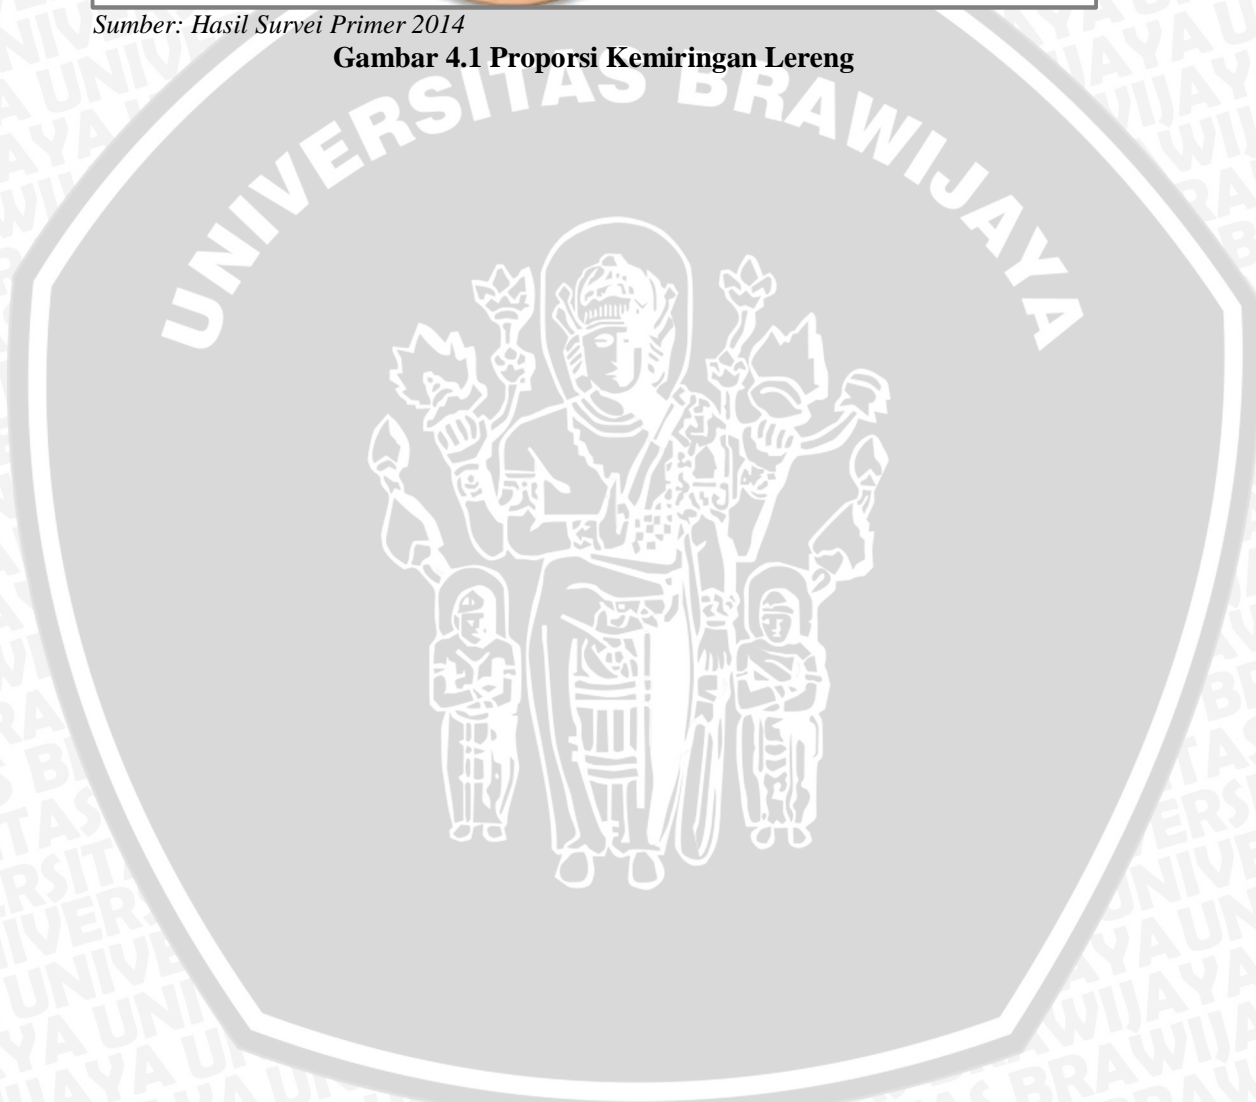 Sumber: Hasil Survei Primer 2014
Gambar 4.1 Proporsi Kemiringan Lereng
UNIVERSITAS BRAWIJAYA